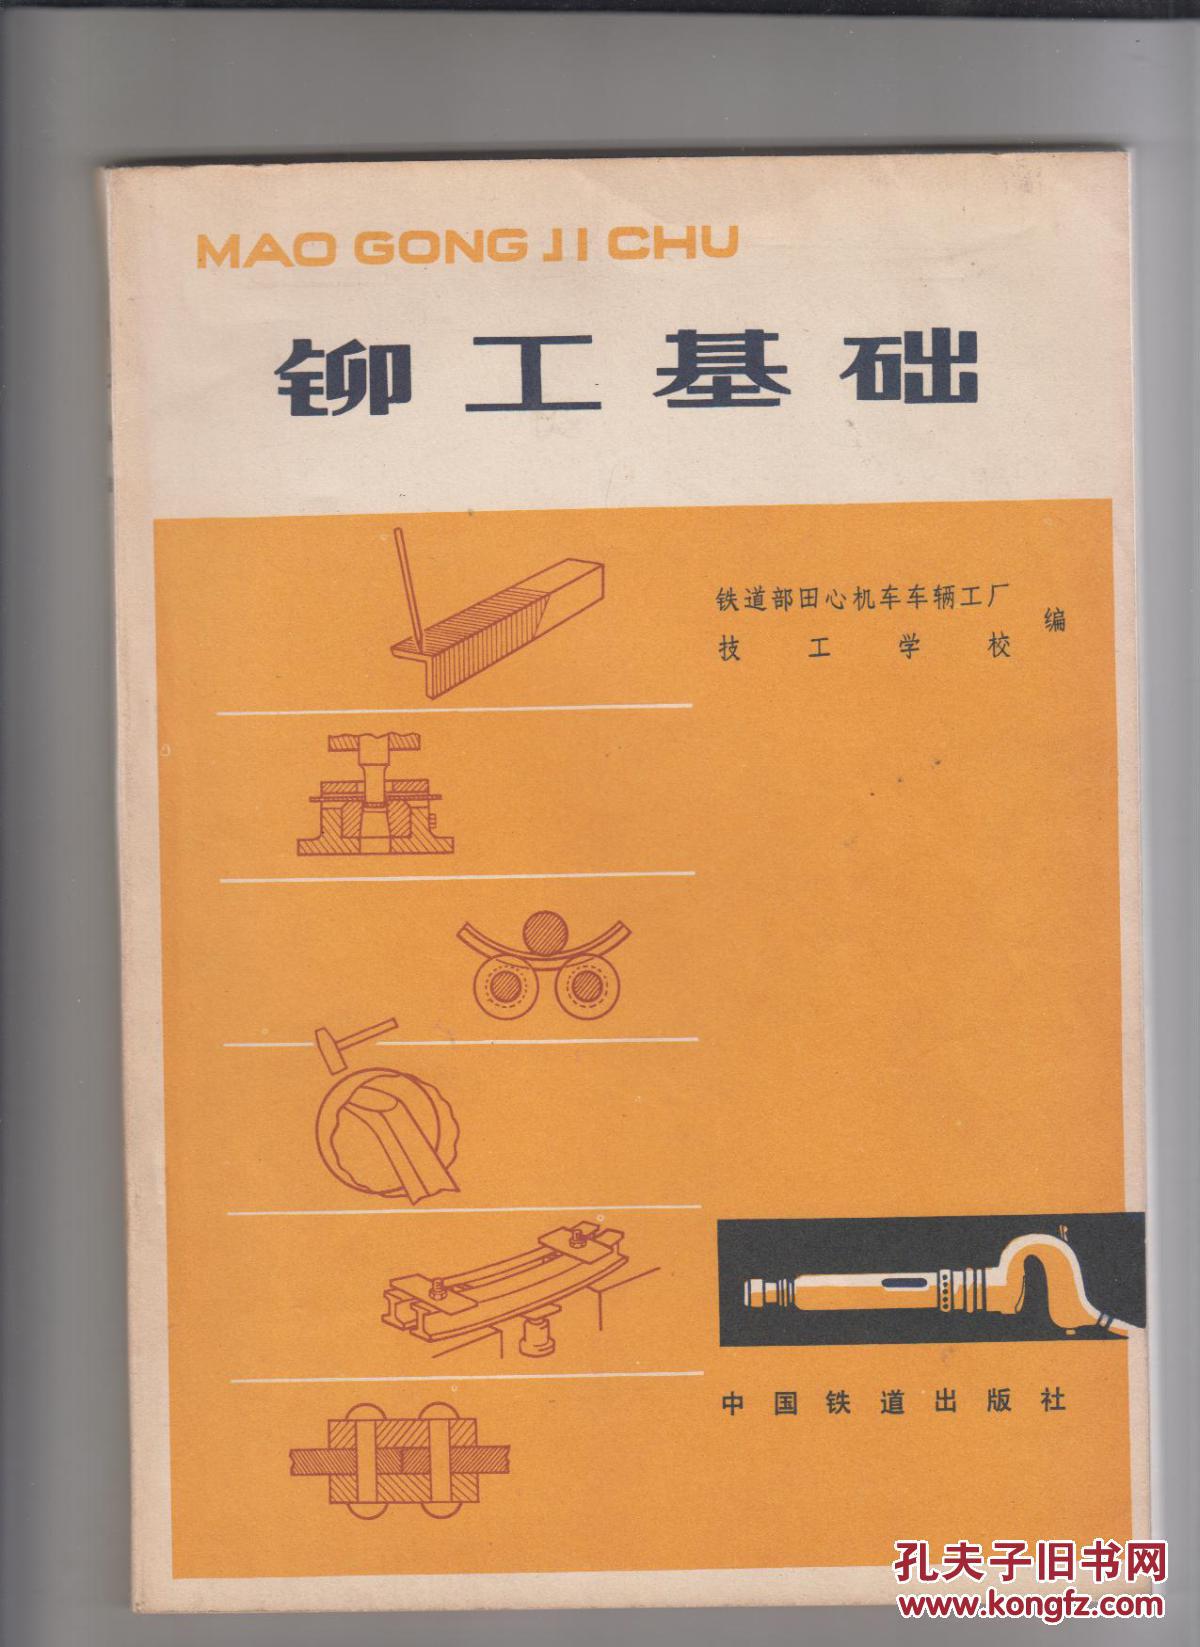 MAO GONG JI CHU
铆工基础
铁道部田心机车车辆工厂
技工学校
编
中国铁道出版社
孔夫子旧书网
www.kongfz.com